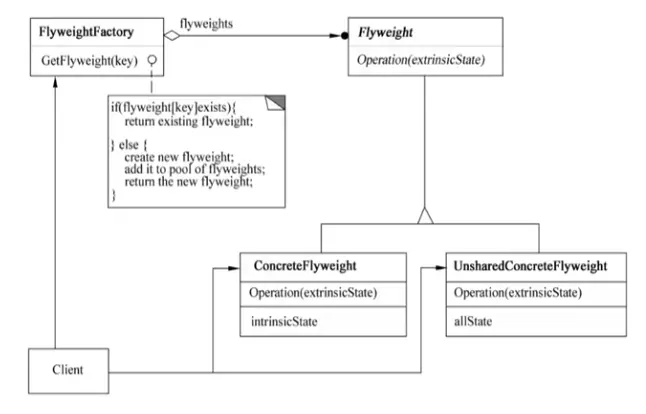 FlyweightFactory
GetFlyweight(key)
flyweights
Flyweight
Operation(extrinsicState)
if(flyweight[key]exists){
return existing flyweight;
} else {
create new flyweight;
add it to pool of flyweights;
return the new flyweight;
}
ConcreteFlyweight
Operation(extrinsicState)
intrinsicState
UnsharedConcreteFlyweight
Operation(extrinsicState)
allState
Client